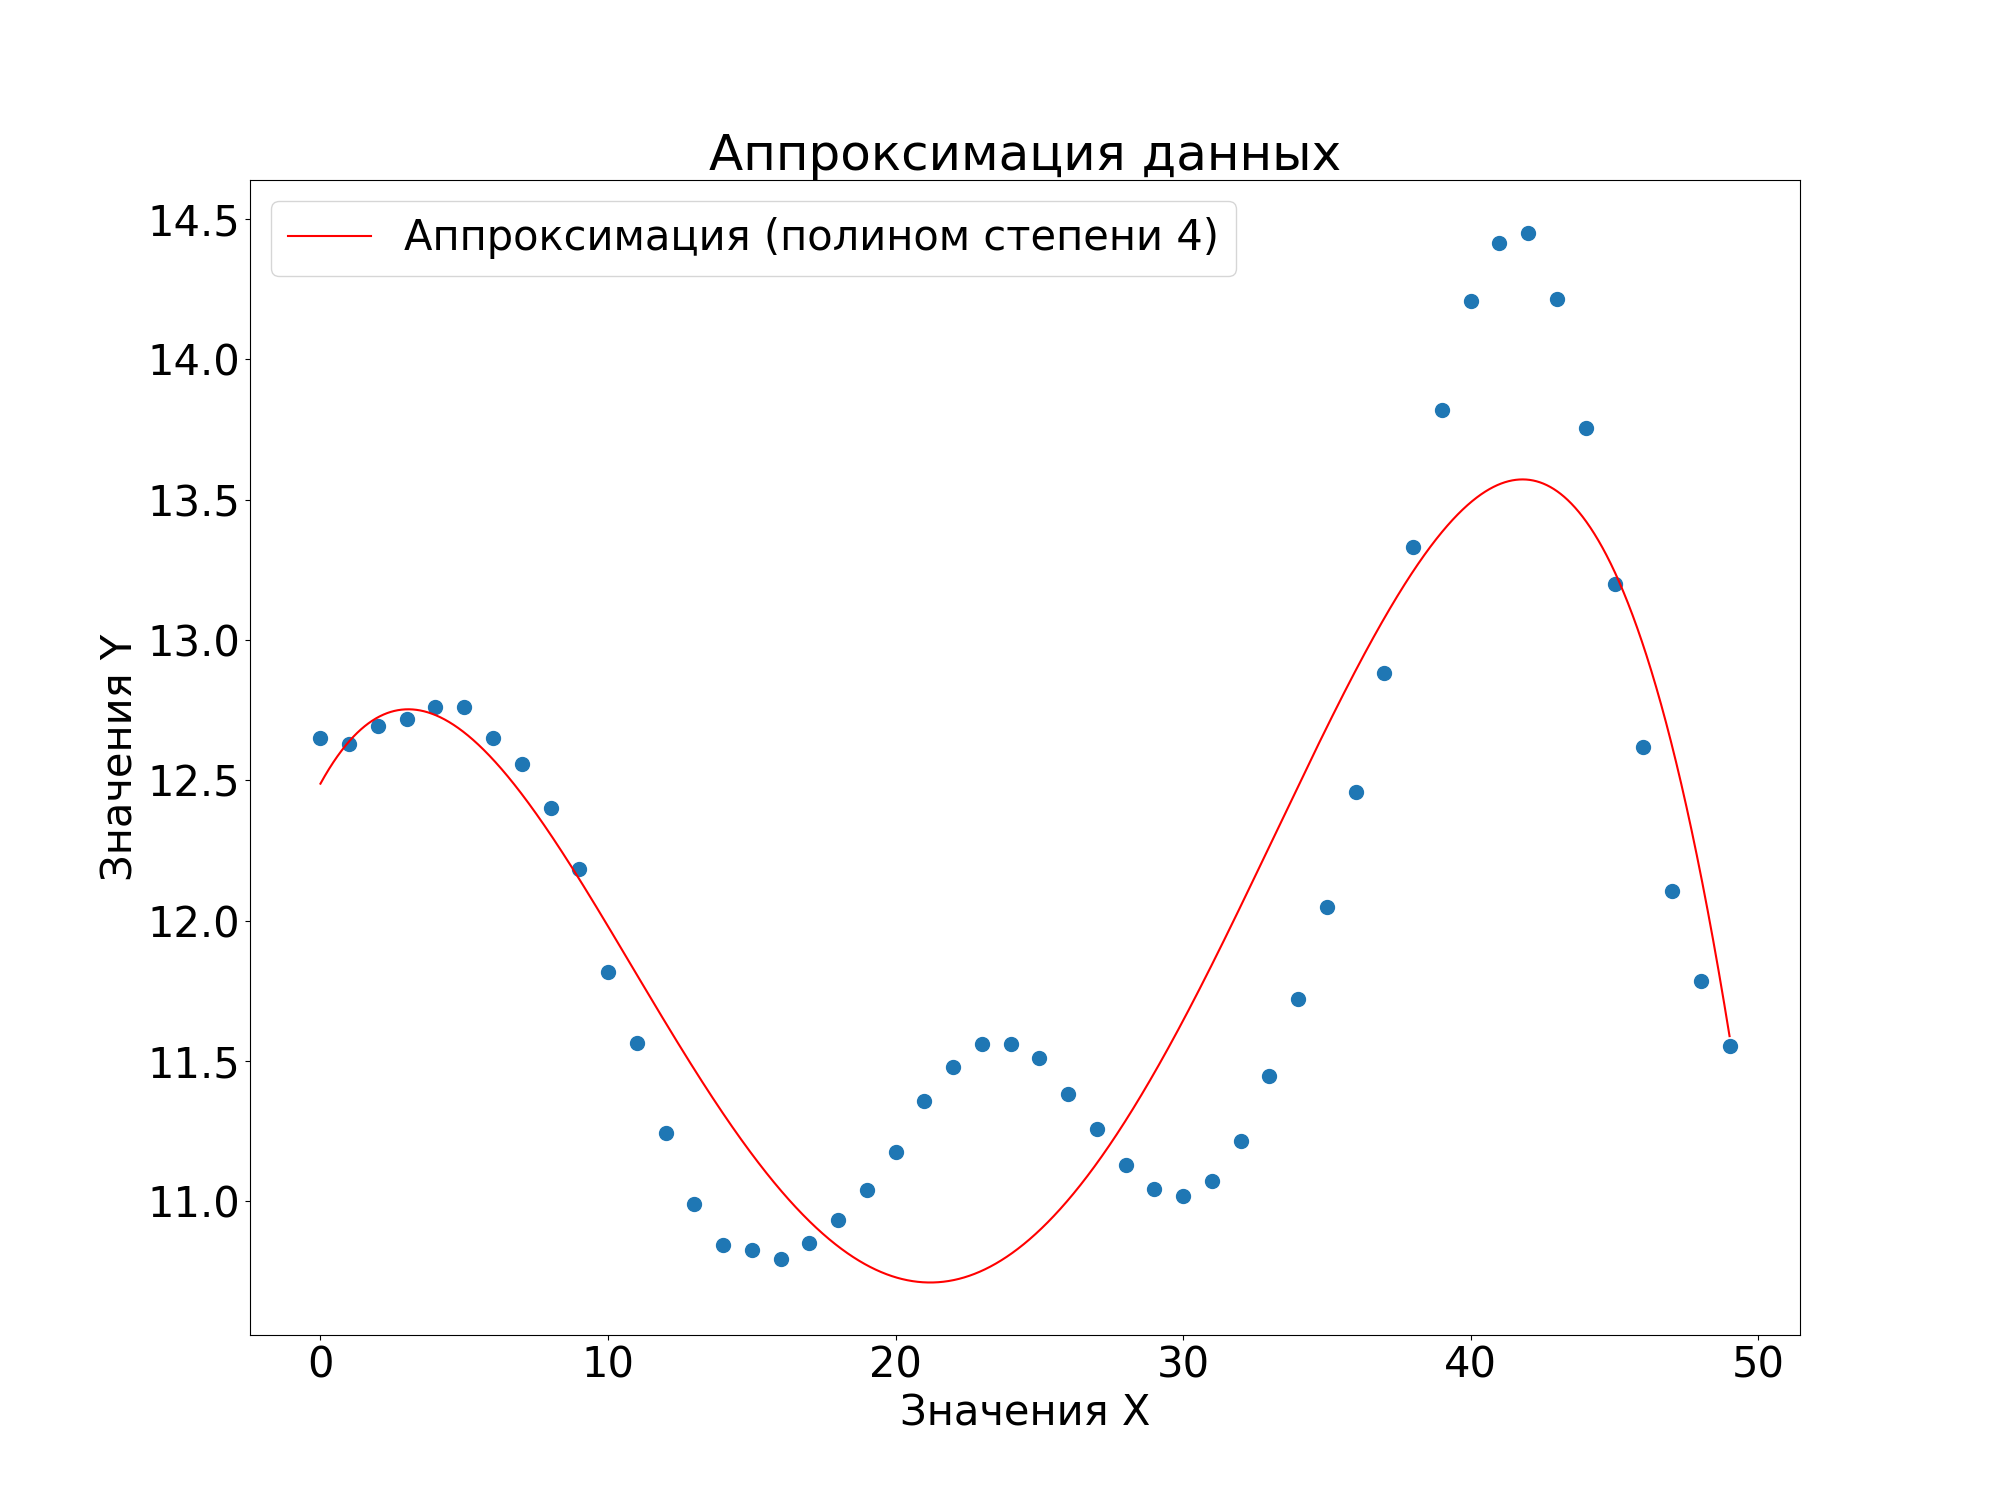 Аппроксимация данных
Аппроксимация (полином степени 4)
14.5
14.0
13.5
13.0
12.5
12.0
11.5
11.0
Значения Y
0 10 20 30 40 50
Значения X